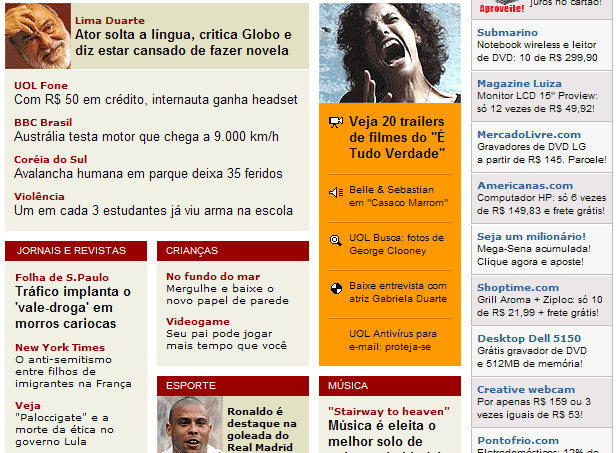 Lima Duarte
Ator solta a língua, critica Globo e
diz estar cansado de fazer novela
UOL Fone
Com R$ 50 em crédito, internauta ganha headset
BBC Brasil
Austrália testa motor que chega a 9.000 km/h
Coréia do Sul
Avalancha humana em parque deixa 35 feridos
Violência
Um em cada 3 estudantes já viu arma na escola
JORNAIS E REVISTAS
Folha de S.Paulo
Tráfico implanta o
'vale-droga' em
morros cariocas
New York Times
O anti-semitismo
entre filhos de
imigrantes na França
Veja
"Paloccigate" e a
morte da ética no
governo Lula
CRIANÇAS
No fundo do mar
Mergulhe e baixe o
novo papel de parede
Videogame
Seu pai pode jogar
mais tempo que você
ESPORTE
Ronaldo é
destaque na
goleada do
Real Madrid
Veja 20 trailers
de filmes do "É
Tudo Verdade"
Belle & Sebastian
em "Casaco Marrom"
UOL Busca: fotos de
George Clooney
Baixe entrevista com
atriz Gabriela Duarte
UOL Antivírus para
e-mail: proteja-se
MÚSICA
"Stairway to heaven"
Música é eleita o
melhor solo de
Aproveite!
juros no cartão!
Submarino
Notebook wireless e leitor
de DVD: 10 de R$ 299,90
Magazine Luiza
Monitor LCD 15" Proview:
só 12 vezes de R$ 49,92!
MercadoLivre.com
Gravadores de DVD LG
a partir de R$ 145. Parcele!
Americanas.com
Computador HP: só 6 vezes
de R$ 149,83 e frete grátis!
Seja um milionário!
Mega-Sena acumulada!
Clique agora e aposte!
Shoptime.com
Grill Aroma + Ziploc: só 10
de R$ 21,99 + frete grátis!
Desktop Dell 5150
Grátis gravador de DVD
e 512MB de memória!
Creative webcam
Por apenas R$ 159 ou 3
vezes iguais de R$ 53!
Pontofrio.com
Eletrodomésticos: 12% de